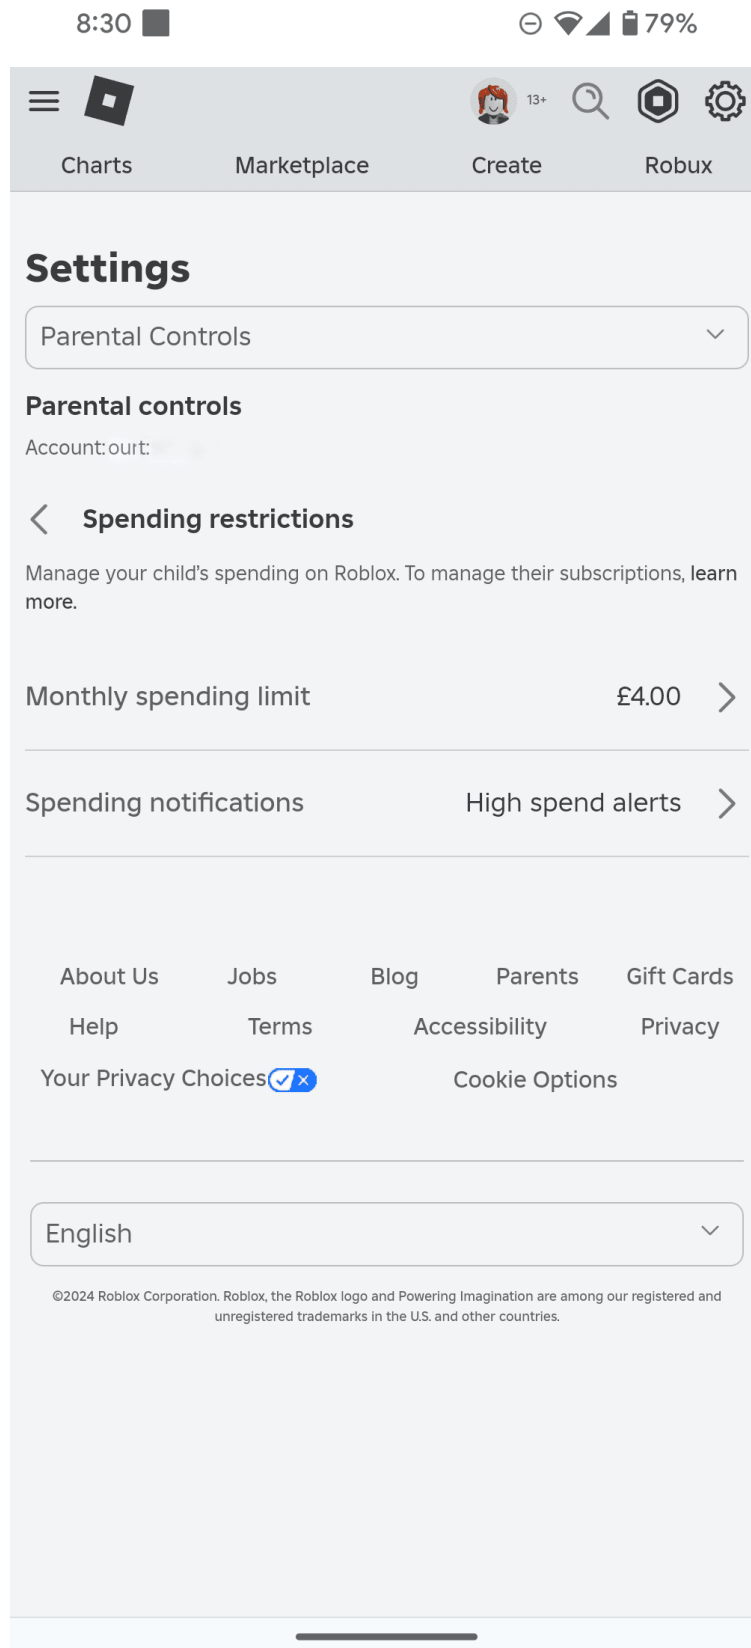 8:30 79%
13+
Charts Marketplace Create Robux
Settings
Parental Controls
Parental controls
Account: ourt:
Spending restrictions
Manage your child's spending on Roblox. To manage their subscriptions, learn
more.
Monthly spending limit £4.00
Spending notifications High spend alerts
About Us Jobs Blog Parents Gift Cards
Help Terms Accessibility Privacy
Your Privacy Choices Cookie Options
English
©2024 Roblox Corporation. Roblox, the Roblox logo and Powering Imagination are among our registered and
unregistered trademarks in the U.S. and other countries.